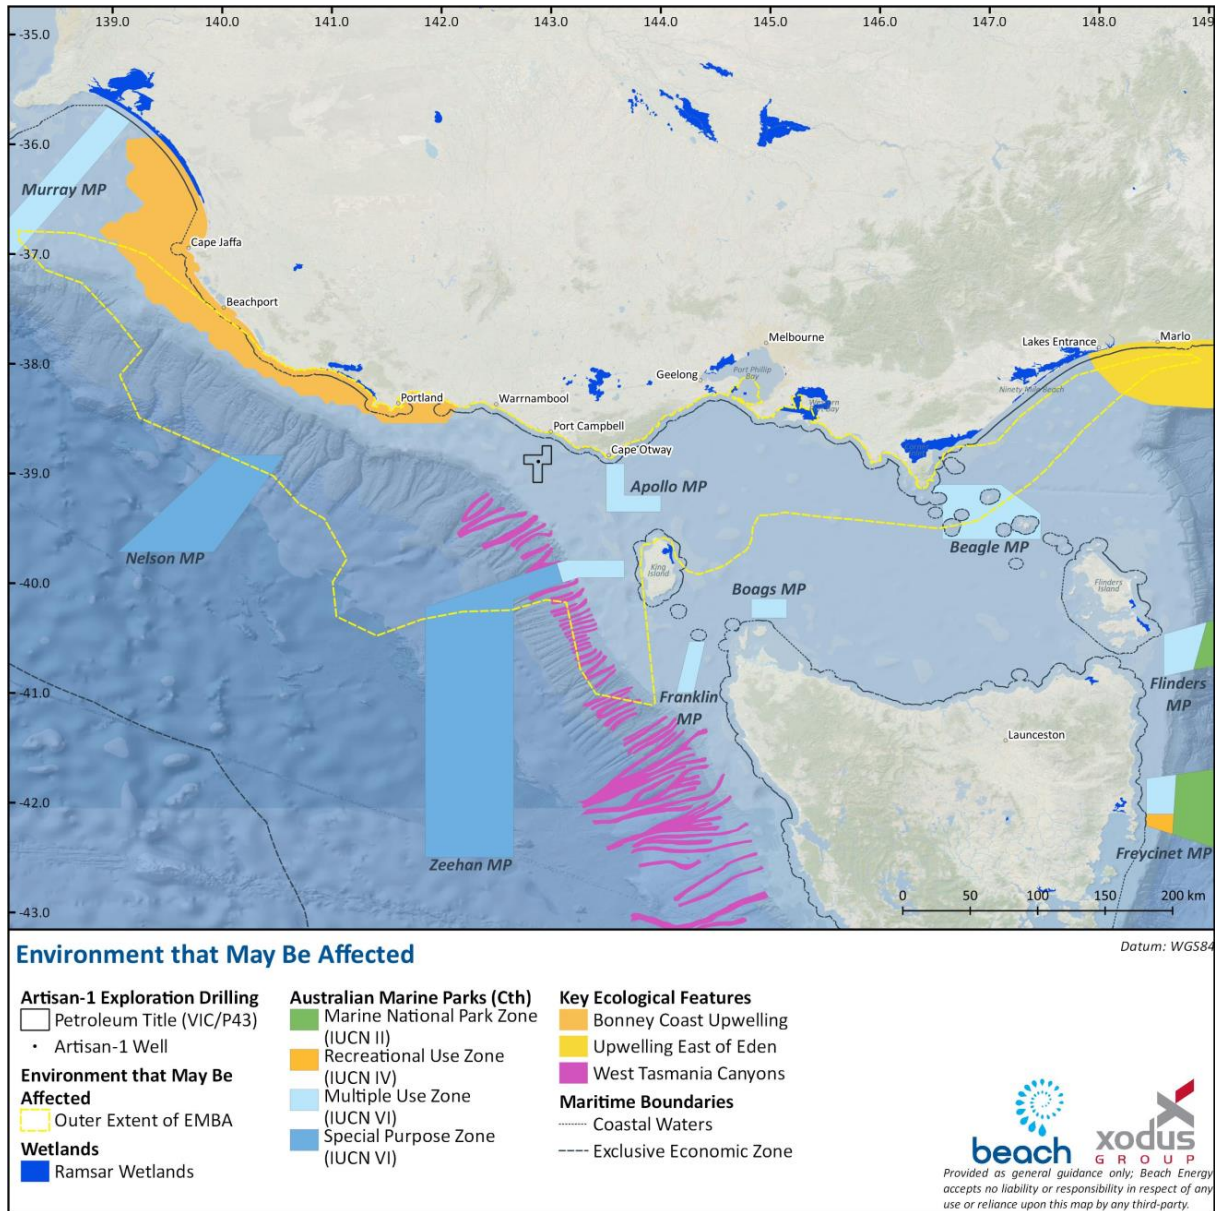 139.0 140.0 141.0 142.0 143.0 144.0 145.0 146.0 147.0 148.0 149
-35.0
-36.0
Murray MP
-37.0
Cape Jaffa
Beachport
-38.0
Melbourne
Lakes Entrance
Marlo
Geelong
Port Phillip
Bay
Ninety Mile Beach
Portland
Warrnambool
Port Campbell
Cape Otway
-39.0
Apollo MP
Nelson MP
Beagle MP
-40.0
King
Island
Boags MP
Flinders
Island
-41.0
Franklin
MP
Flinders
MP
Launceston
-42.0
Zeehan MP
Freycinet MP
-43.0
0 50 100 150 200 km
Environment that May Be Affected
Datum: WGS84
Artisan-1 Exploration Drilling
Petroleum Title (VIC/P43)
Artisan-1 Well
Environment that May Be
Affected
Outer Extent of EMBA
Wetlands
Ramsar Wetlands
Australian Marine Parks (Cth)
Marine National Park Zone
(IUCN II)
Recreational Use Zone
(IUCN IV)
Multiple Use Zone
(IUCN VI)
Special Purpose Zone
(IUCN VI)
Key Ecological Features
Bonney Coast Upwelling
Upwelling East of Eden
West Tasmania Canyons
Maritime Boundaries
Coastal Waters
Exclusive Economic Zone
beach
xodus
GROUP
Provided as general guidance only; Beach Energy
accepts no liability or responsibility in respect of any
use or reliance upon this map by any third-party.